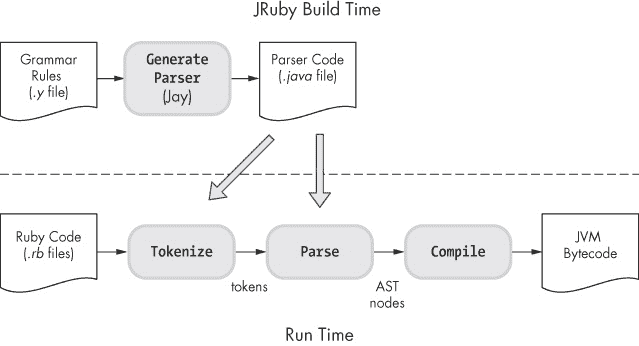 JRuby Build Time
Grammar
Rules
(.y file)
Generate
Parser
(Jay)
Parser Code
(.java file)
Ruby Code
(.rb files)
Tokenize
tokens
Parse
AST
nodes
Compile
JVM
Bytecode
Run Time